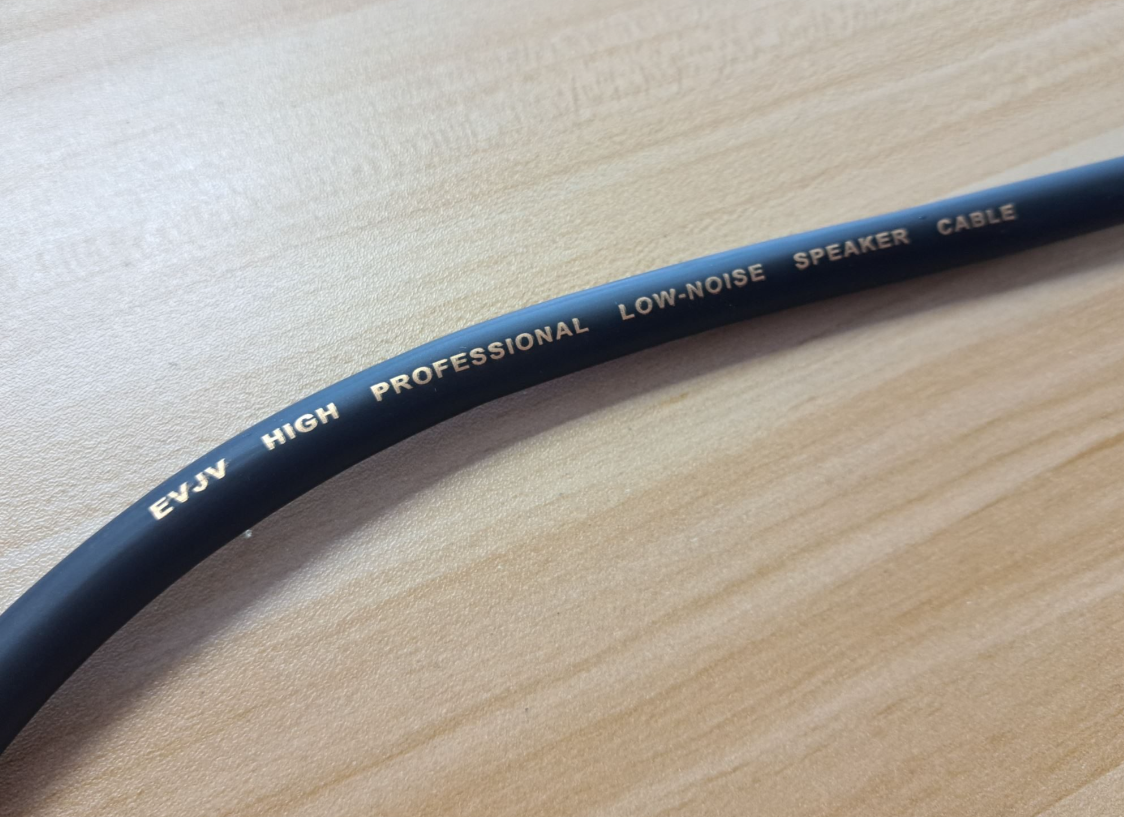 EVJV HIGH PROFESSIONAL LOW-NOISE SPEAKER CABLE